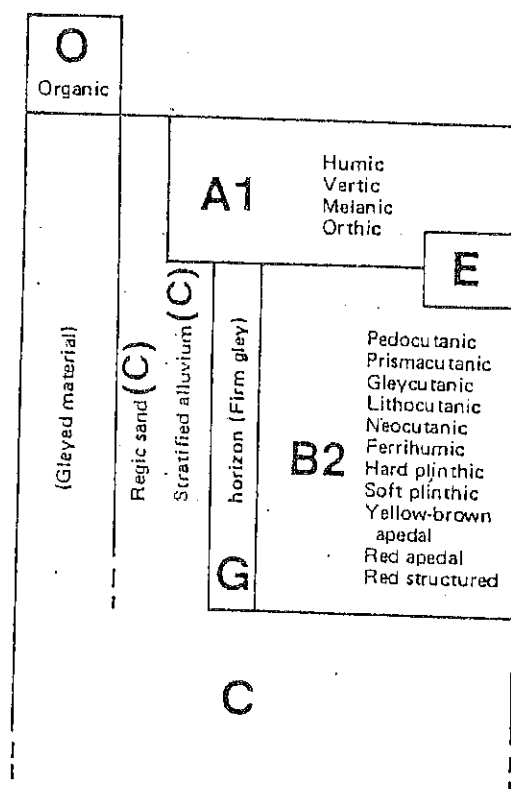 O
Organic
A1
Humic
Vertic
Melanic
Orthic
E
(Gleyed material)
Regic sand (C)
Stratified alluvium (C)
G horizon (Firm gley)
B2
Pedocutanic
Prismacutanic
Gleycutanic
Lithocutanic
Neocutanic
Ferrihumic
Hard plinthic
Soft plinthic
Yellow-brown
apedal
Red apedal
Red structured
C